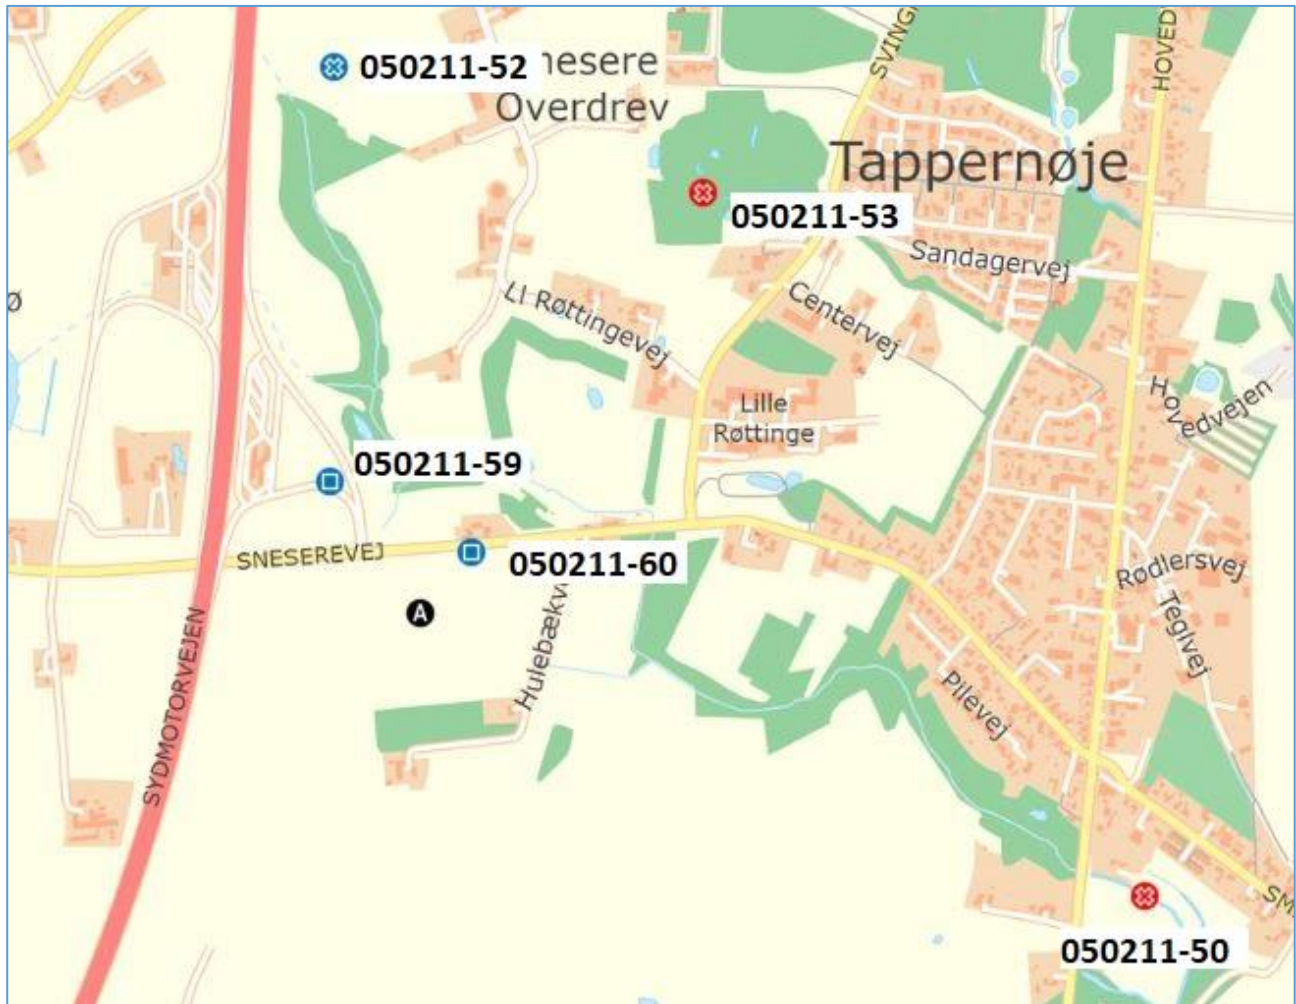 SVING
HOVED
050211-52
nesere
Overdrev
Tappernøje
050211-53
Sandagervej
Ll Røttingevej
Centervej
ø
Lille
Røttinge
Hovedvejen
050211-59
SNESEREVEJ
050211-60
Rødlersvej
A
Hulebækv
Teglvej
SYDMOTORVEJEN
Pilevej
SM
050211-50